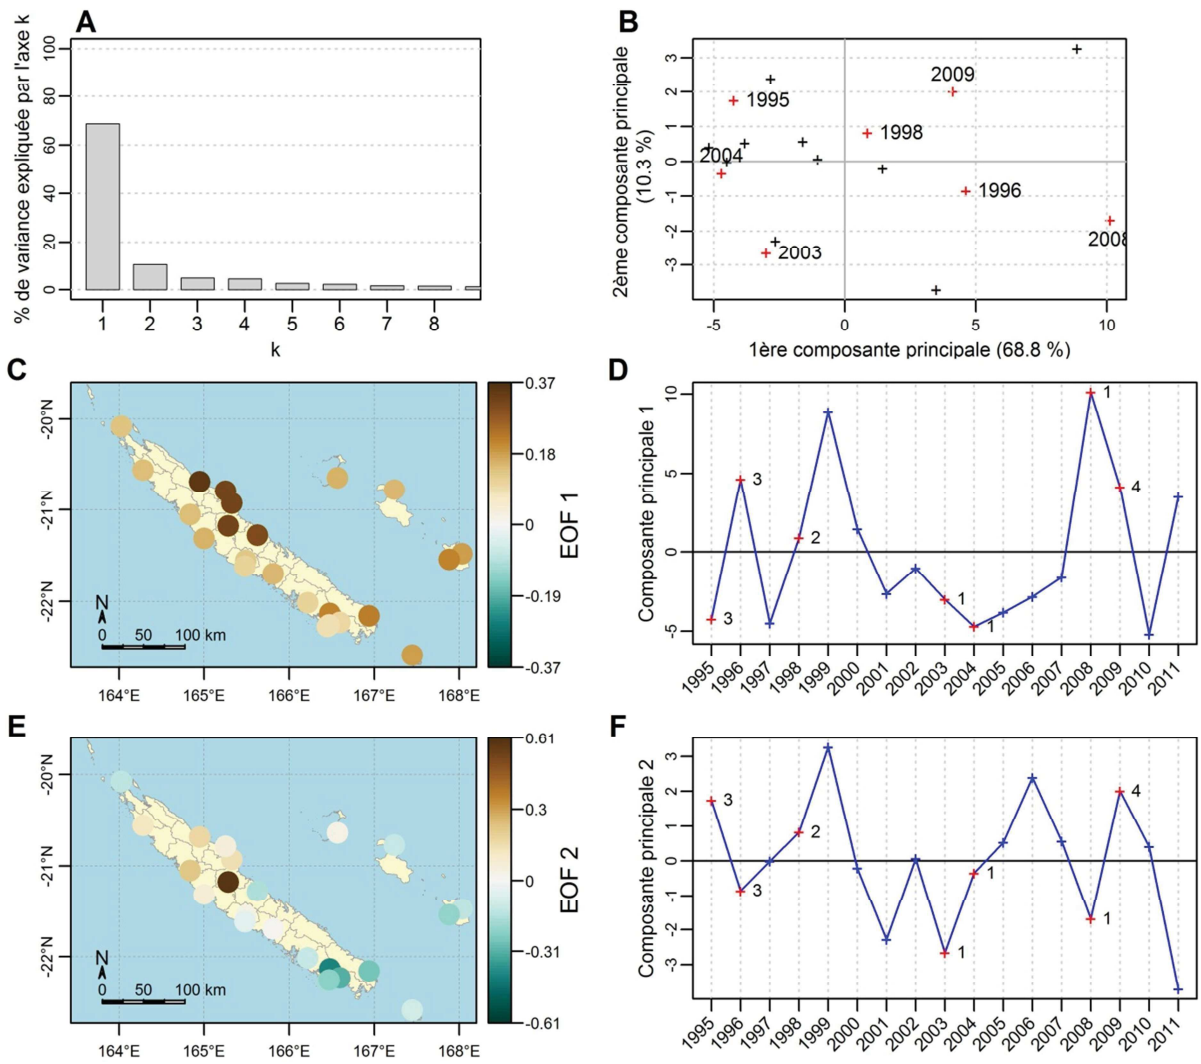 A
% de variance expliquée par l'axe k
100
80
60
40
20
0
1 2 3 4 5 6 7 8
k
B
2ème composante principale
(10.3 %)
3
2
1
0
-1
-2
-3
2009
1995
1998
2004
1996
2008
2003
-5 0 5 10
1ère composante principale (68.8 %)
C
-20°N
-21°N
-22°N
N
0 50 100 km
164°E 165°E 166°E 167°E 168°E
0.37
0.18
0
-0.19
-0.37
EOF 1
D
Composante principale 1
10
5
0
-5
1
3
4
2
1
3
1
1995 1996 1997 1998 1999 2000 2001 2002 2003 2004 2005 2006 2007 2008 2009 2010 2011
E
-20°N
-21°N
-22°N
N
0 50 100 km
164°E 165°E 166°E 167°E 168°E
0.61
0.3
0
-0.31
-0.61
EOF 2
F
Composante principale 2
3
2
1
0
-1
-2
-3
4
3
2
1
3
1
1
1995 1996 1997 1998 1999 2000 2001 2002 2003 2004 2005 2006 2007 2008 2009 2010 2011